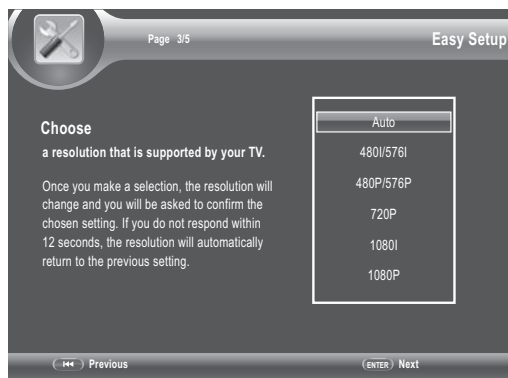 Page 3/5
Easy Setup
Choose
a resolution that is supported by your TV.
Once you make a selection, the resolution will
change and you will be asked to confirm the
chosen setting. If you do not respond within
12 seconds, the resolution will automatically
return to the previous setting.
Auto
480I/576I
480P/576P
720P
1080I
1080P
Previous
ENTER Next